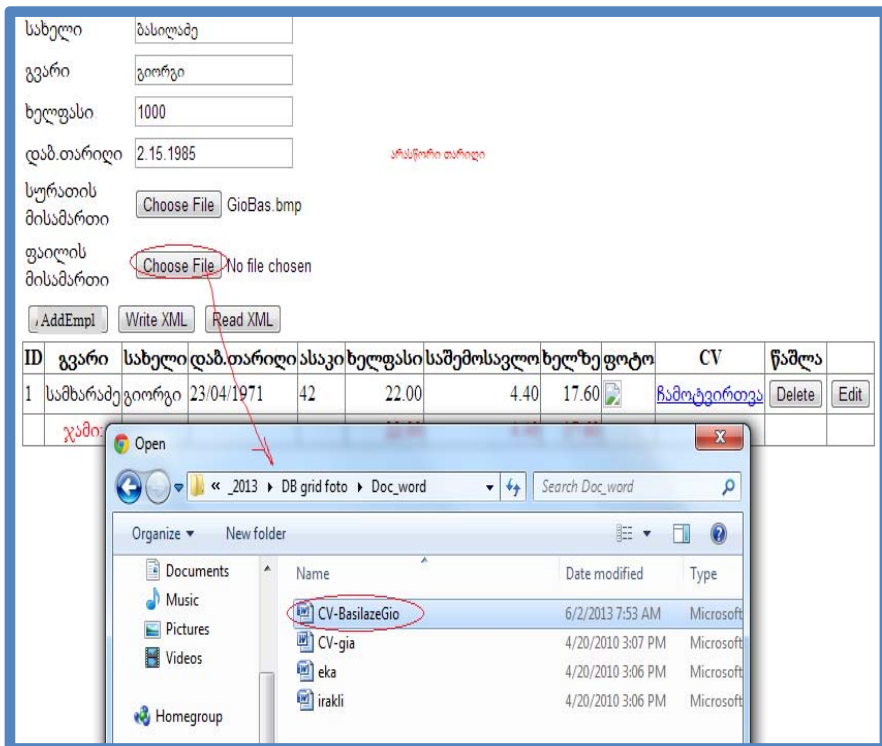 სახელი ბასილაძე
გვარი გიორგი
ხელფასი 1000
დაბ.თარიღი 2.15.1985 არასწორი თარიღი
სურათის მისამართი Choose File GioBas.bmp
ფაილის მისამართი Choose File No file chosen
AddEmpl Write XML Read XML
ID გვარი სახელი დაბ.თარიღი ასაკი ხელფასი საშემოსავლო ხელზე ფოტო CV წაშლა
1 სამხარაძე გიორგი 23/04/1971 42 22.00 4.40 17.60 ჩამოტვირთვა Delete Edit
ჯამი:
Open x
« _2013 DB grid foto Doc_word Search Doc_word
Organize New folder
Documents Name Date modified Type
Music CV-BasilazeGio 6/2/2013 7:53 AM Microsoft
Pictures CV-gia 4/20/2010 3:07 PM Microsoft
Videos eka 4/20/2010 3:06 PM Microsoft
irakli 4/20/2010 3:06 PM Microsoft
Homegroup